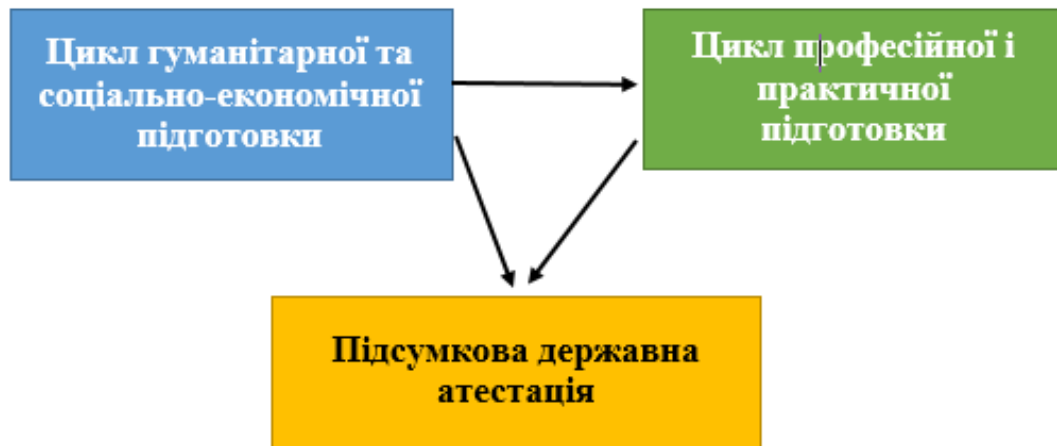 Цикл гуманітарної та
соціально-економічної
підготовки
Цикл професійної і
практичної
підготовки
Підсумкова державна
атестація